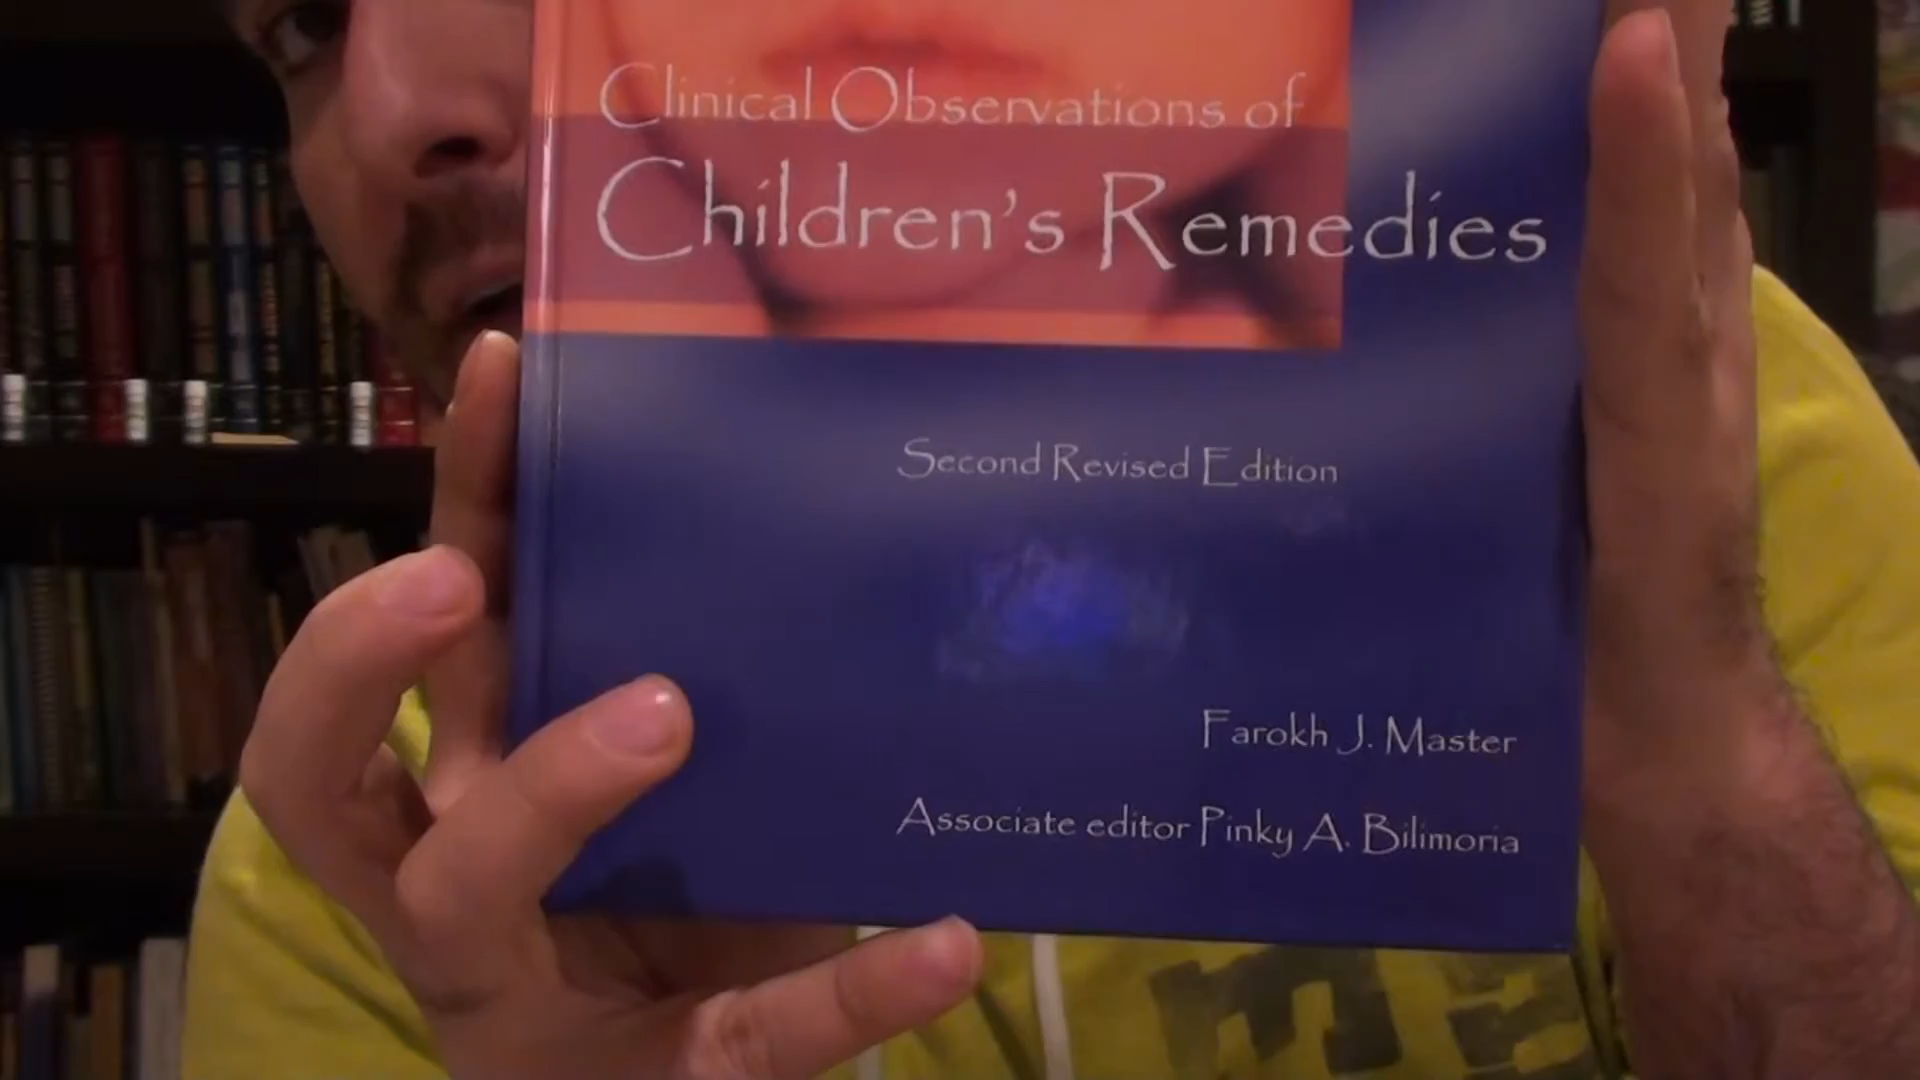 Clinical Observations of
Children's Remedies
Second Revised Edition
Farokh J. Master
Associate editor Pinky A. Bilimoria